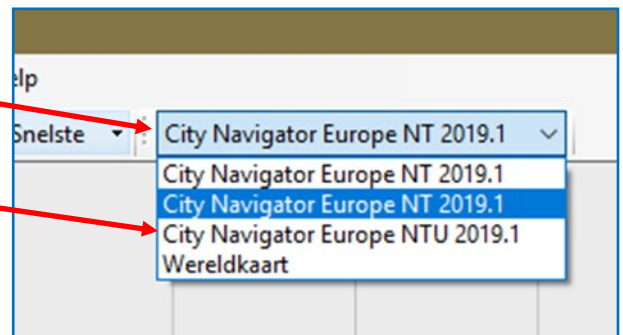 elp
Snelste
City Navigator Europe NT 2019.1
City Navigator Europe NT 2019.1
City Navigator Europe NT 2019.1
City Navigator Europe NTU 2019.1
Wereldkaart